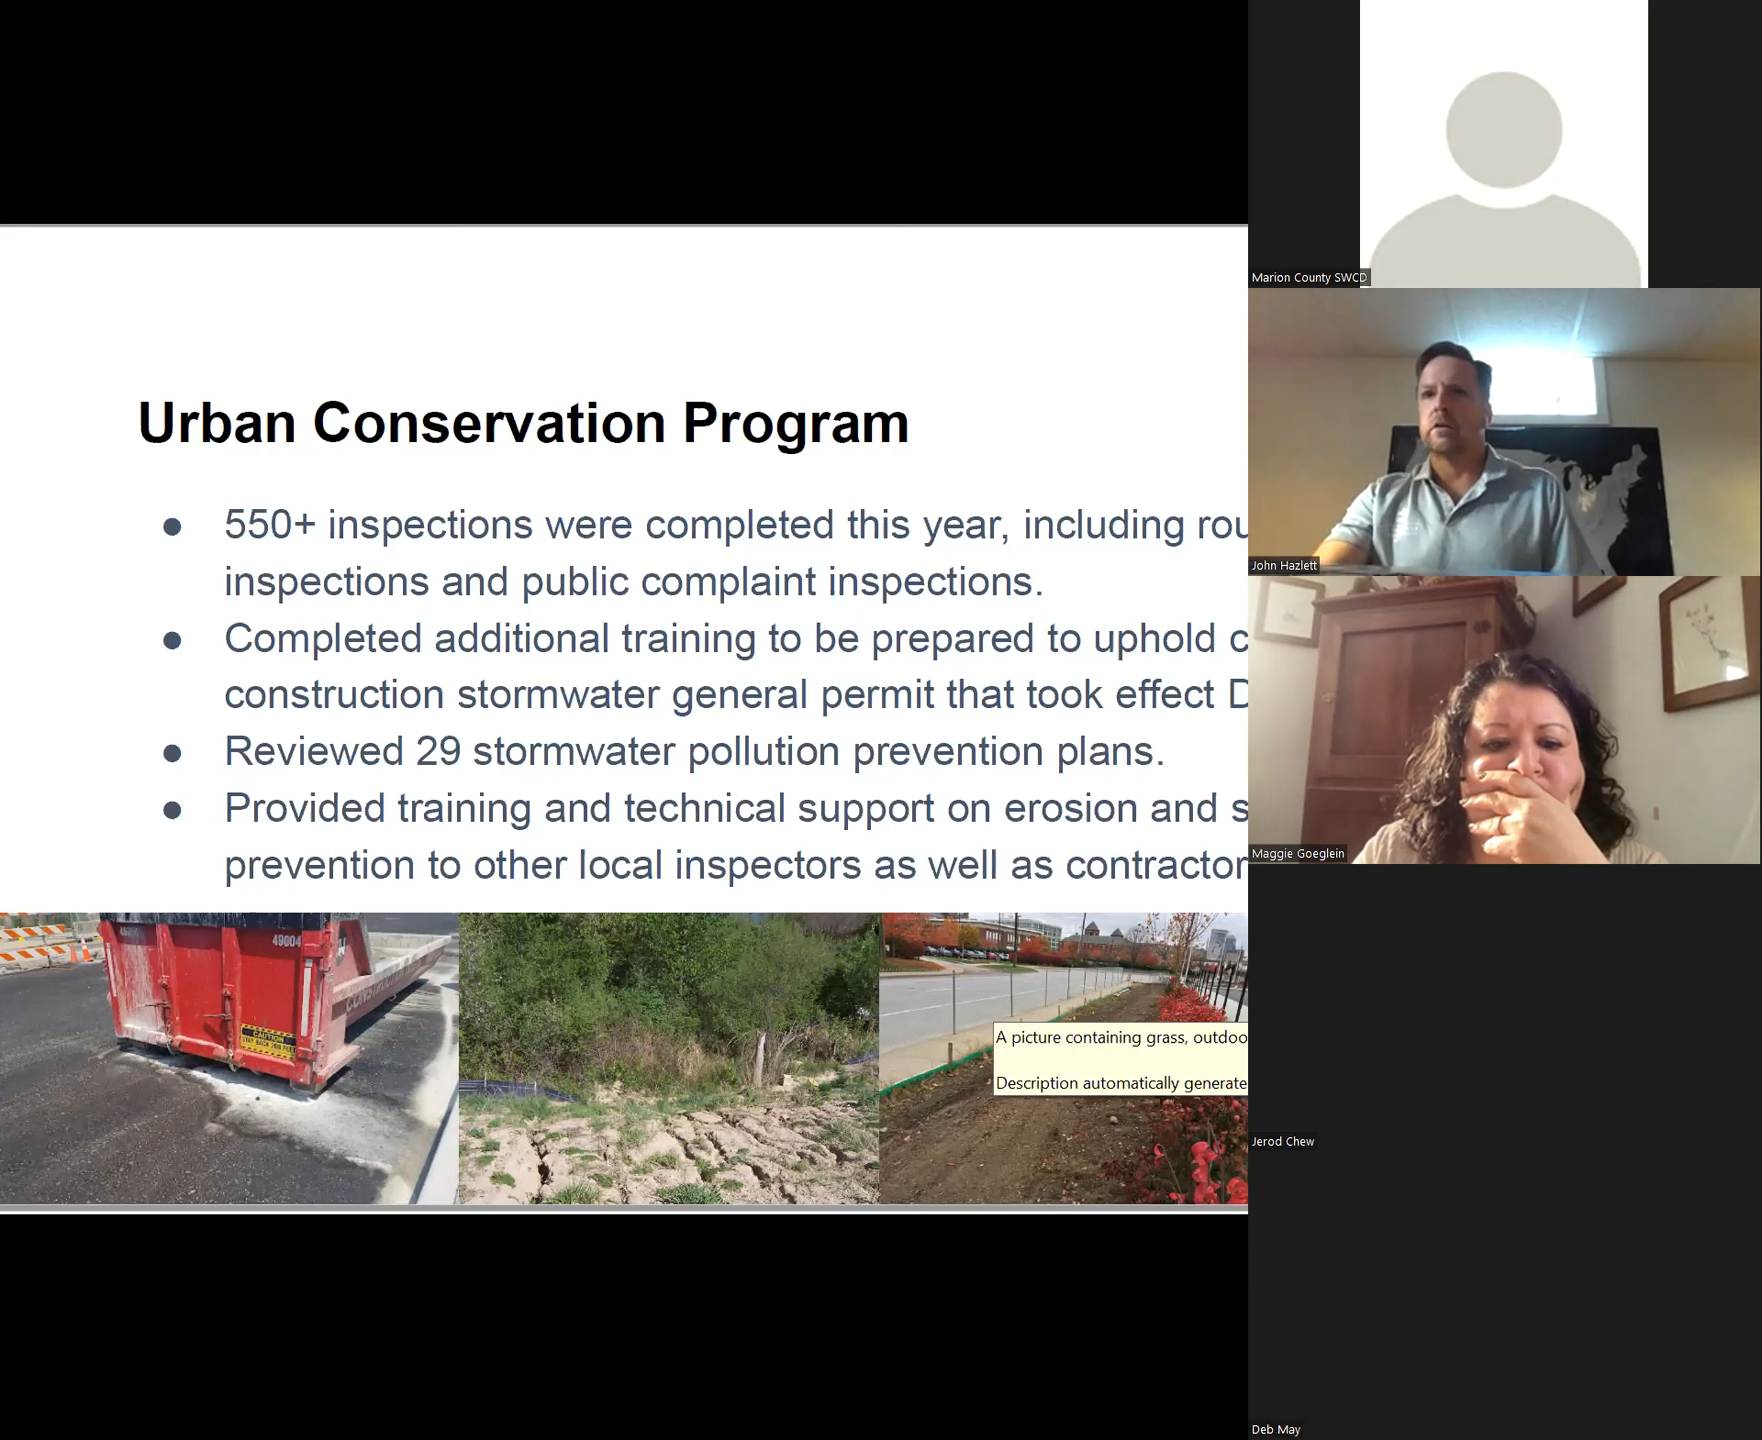 Urban Conservation Program
● 550+ inspections were completed this year, including rou
inspections and public complaint inspections.
● Completed additional training to be prepared to uphold c
construction stormwater general permit that took effect D
● Reviewed 29 stormwater pollution prevention plans.
● Provided training and technical support on erosion and s
prevention to other local inspectors as well as contractor
49004
CAUTION
A picture containing grass, outdoo
Description automatically generate
Marion County SWCD
John Hazlett
Maggie Goeglein
Jerod Chew
Deb May